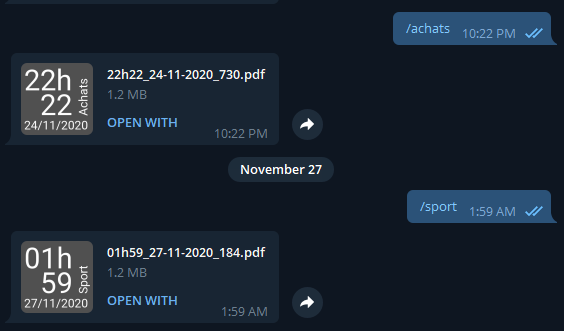 /achats 10:22 PM
22h
22
Achats
24/11/2020
22h22_24-11-2020_730.pdf
1.2 MB
OPEN WITH
10:22 PM
November 27
/sport 1:59 AM
01h
59
Sport
27/11/2020
01h59_27-11-2020_184.pdf
1.2 MB
OPEN WITH
1:59 AM